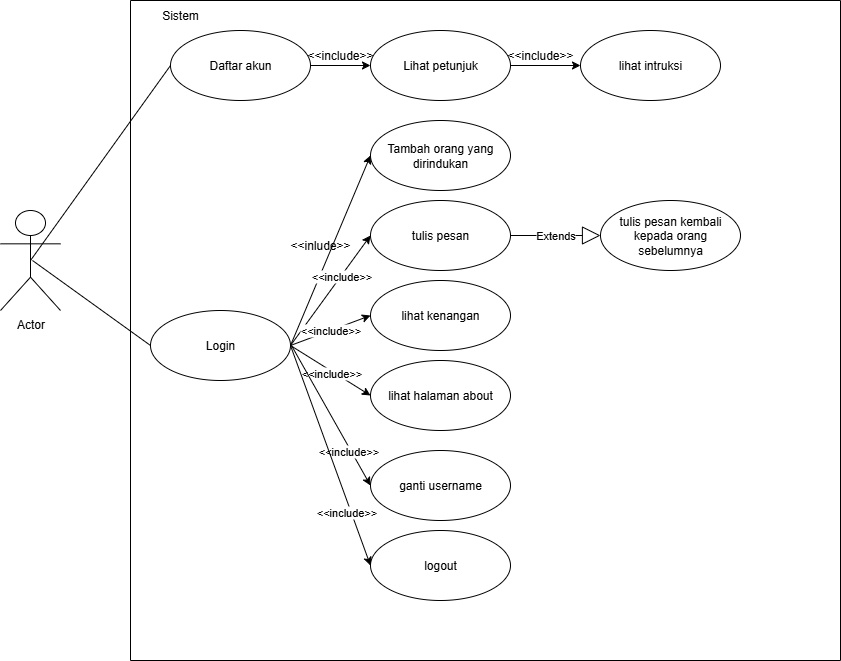 Sistem
Daftar akun
<<include>>
Lihat petunjuk
<<include>>
lihat intruksi
Tambah orang yang
dirindukan
<<inlude>>
tulis pesan
Extends
tulis pesan kembali
kepada orang
sebelumnya
<<include>>
Actor
Login
<<include>>
lihat kenangan
<<include>>
lihat halaman about
<<include>>
ganti username
<<include>>
logout